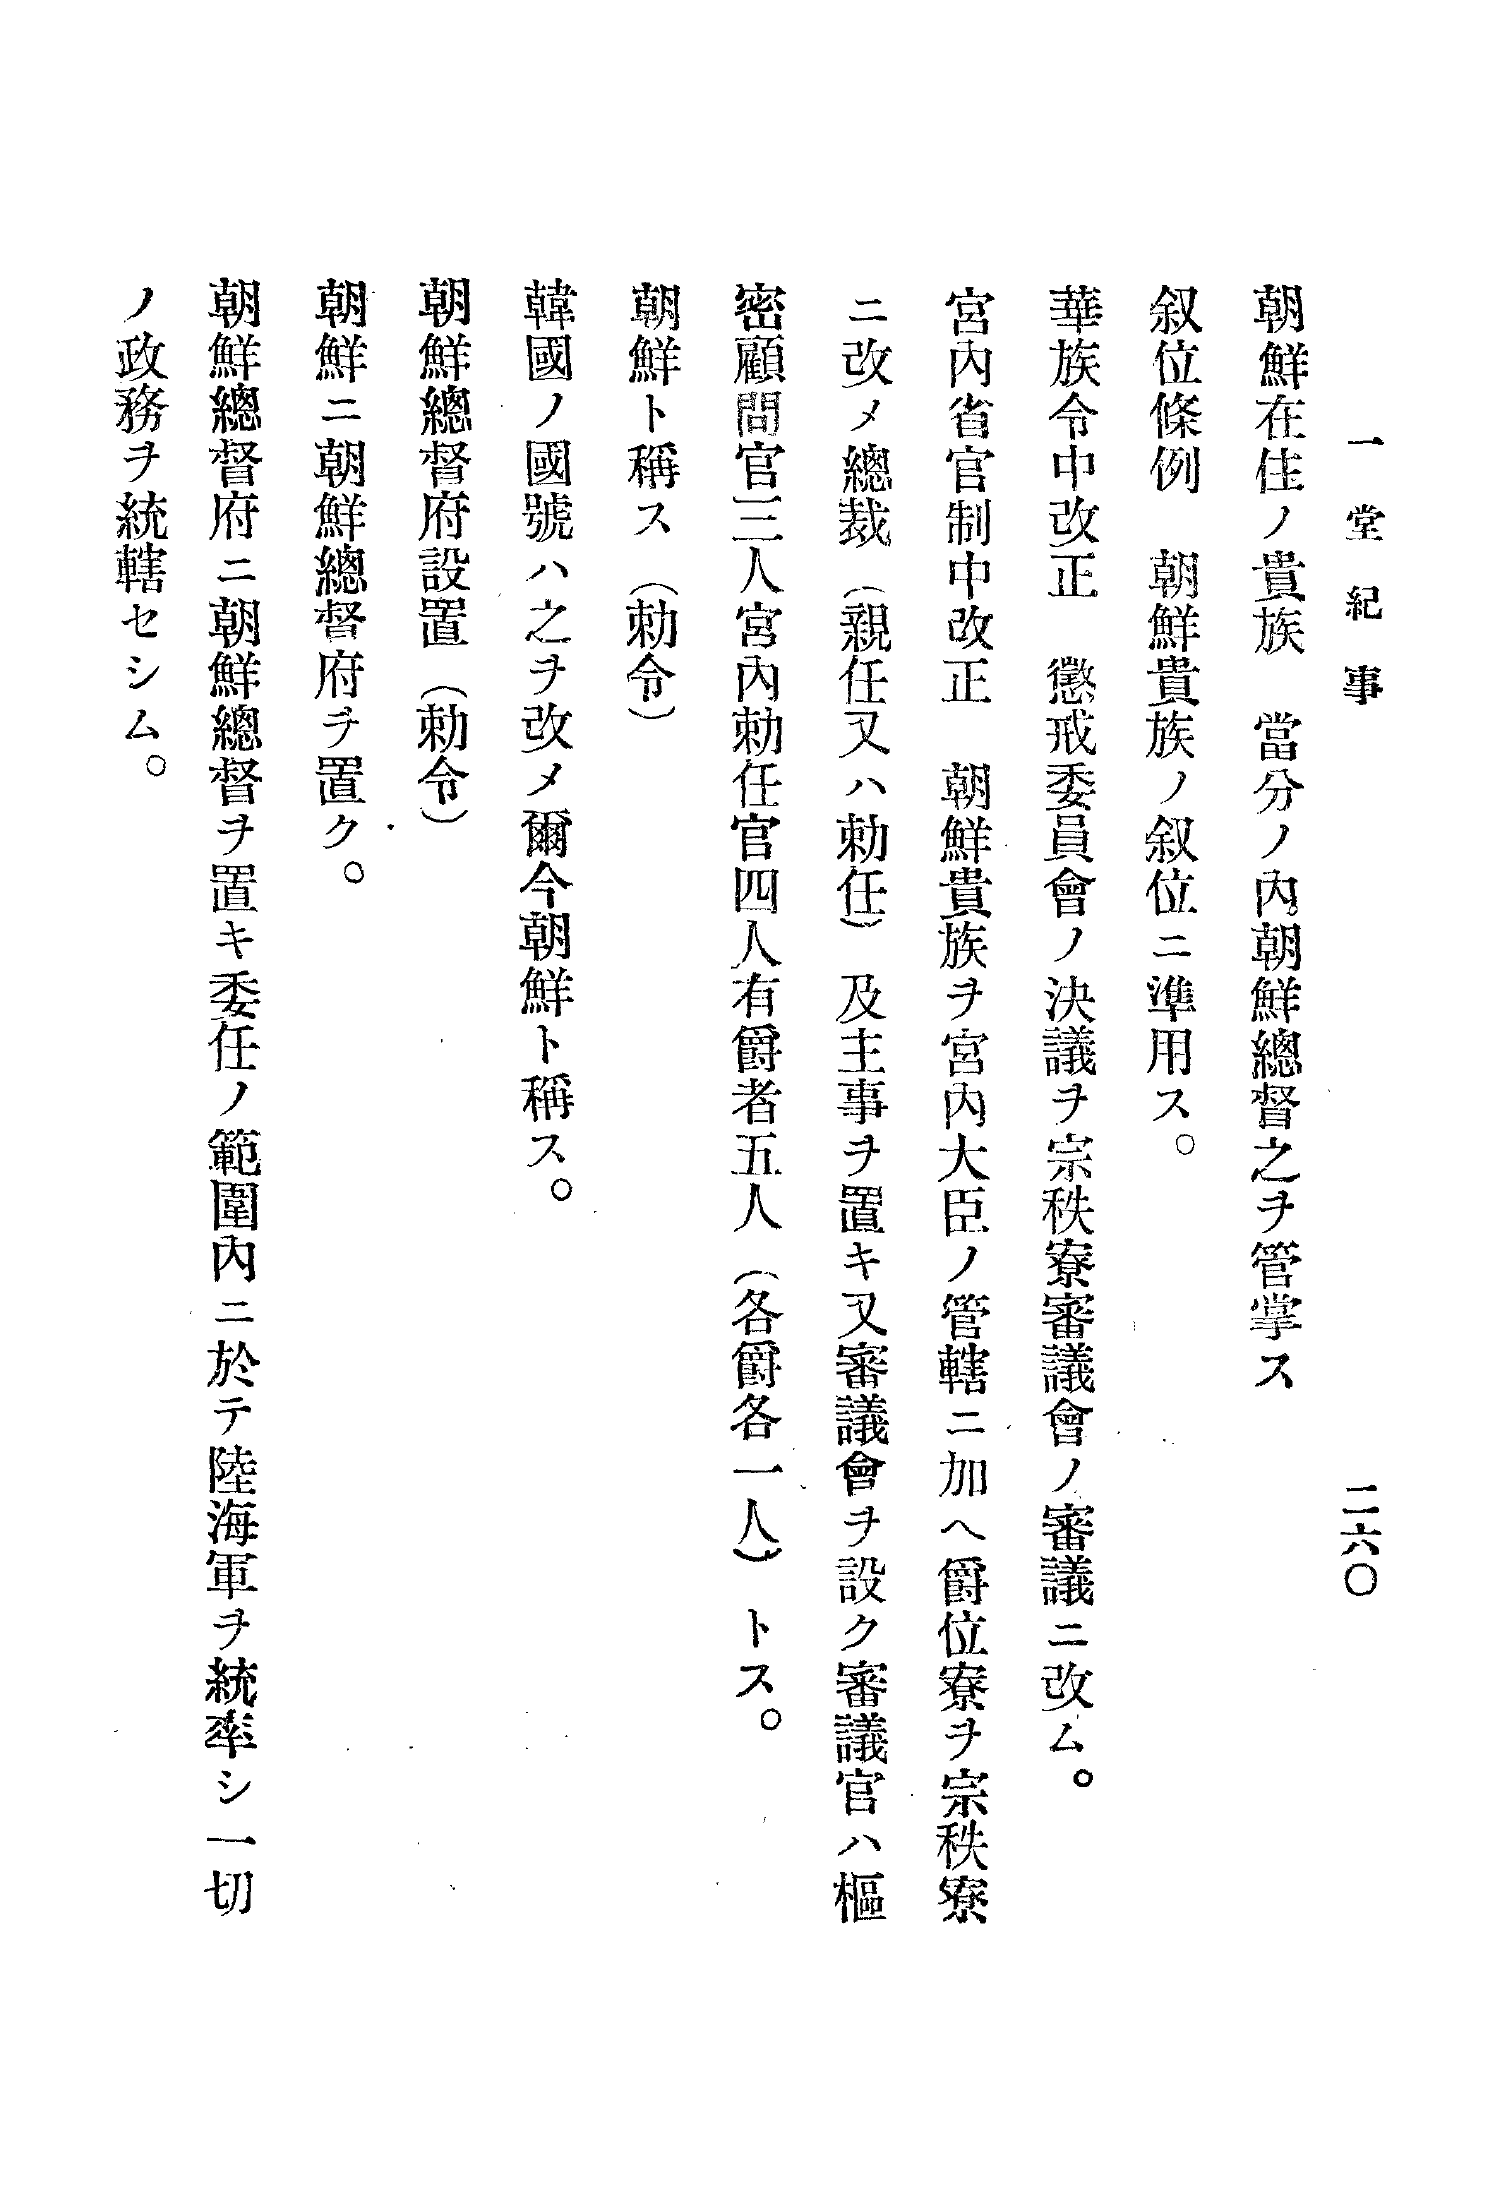 一堂紀事　二六〇
朝鮮在住ノ貴族　當分ノ內朝鮮總督之ヲ管掌ス
叙位條例　朝鮮貴族ノ叙位ニ準用ス。
華族令中改正　懲戒委員會ノ決議ヲ宗秩寮審議會ノ審議ニ改ム。
宮內省官制中改正　朝鮮貴族ヲ宮內大臣ノ管轄ニ加ヘ爵位寮ヲ宗秩寮
ニ改メ總裁（親任又ハ勅任）及主事ヲ置キ又審議會ヲ設ク審議官ハ樞
密顧問官三人宮內勅任官四人有爵者五人（各爵各一人）トス。
朝鮮ト稱ス（勅令）
韓國ノ國號ハ之ヲ改メ爾今朝鮮ト稱ス。
朝鮮總督府設置（勅令）
朝鮮ニ朝鮮總督府ヲ置ク。
朝鮮總督府ニ朝鮮總督ヲ置キ委任ノ範圍內ニ於テ陸海軍ヲ統率シ一切
ノ政務ヲ統轄セシム。